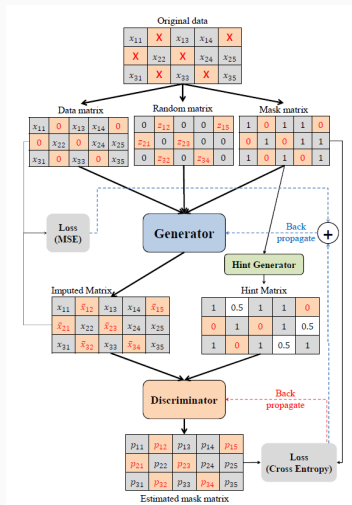 Original data
x₁₁ X x₁₃ x₁₄ X
X x₂₂ X x₂₄ x₂₅
x₃₁ X x₃₃ X x₃₅
Data matrix
Random matrix
Mask matrix
x₁₁ 0 x₁₃ x₁₄ 0
0 x₂₂ 0 x₂₄ x₂₅
x₃₁ 0 x₃₃ 0 x₃₅
0 z₁₂ 0 0 z₁₅
z₂₁ 0 z₂₃ 0 0
0 z₃₂ 0 z₃₄ 0
1 0 1 1 0
0 1 0 1 1
1 0 1 0 1
Loss
(MSE)
Generator
Back
propagate
+
Hint Generator
Imputed Matrix
Hint Matrix
x₁₁ x̄₁₂ x₁₃ x₁₄ x̄₁₅
x̄₂₁ x₂₂ x̄₂₃ x₂₄ x₂₅
x₃₁ x̄₃₂ x₃₃ x̄₃₄ x₃₅
1 0.5 1 1 0
0 1 0 1 0.5
1 0 1 0.5 1
Discriminator
Back
propagate
p₁₁ p₁₂ p₁₃ p₁₄ p₁₅
p₂₁ p₂₂ p₂₃ p₂₄ p₂₅
p₃₁ p₃₂ p₃₃ p₃₄ p₃₅
Estimated mask matrix
Loss
(Cross Entropy)